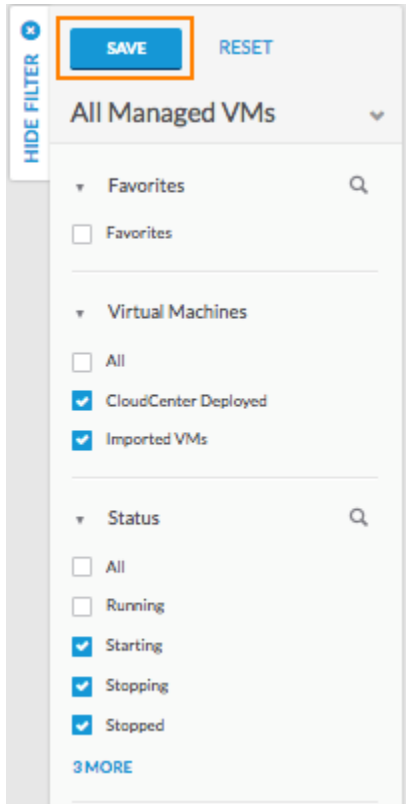 HIDE FILTER
SAVE RESET
All Managed VMs
Favorites
Favorites
Virtual Machines
All
CloudCenter Deployed
Imported VMs
Status
All
Running
Starting
Stopping
Stopped
3 MORE